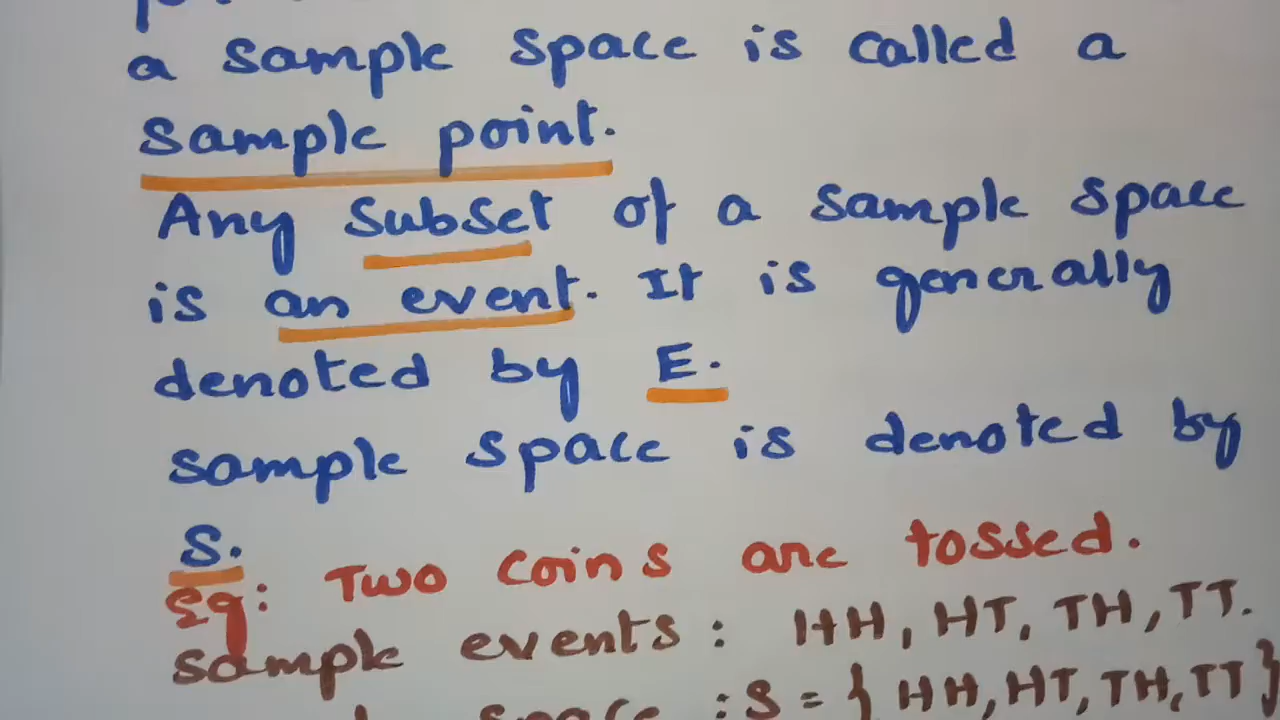 a sample space is called a
sample point.
Any subset of a sample space
is an event. It is generally
denoted by E.
sample space is denoted by
S.
Eg: Two coins are tossed.
sample events : HH, HT, TH, TT.
space : S = { HH, HT, TH, TT }